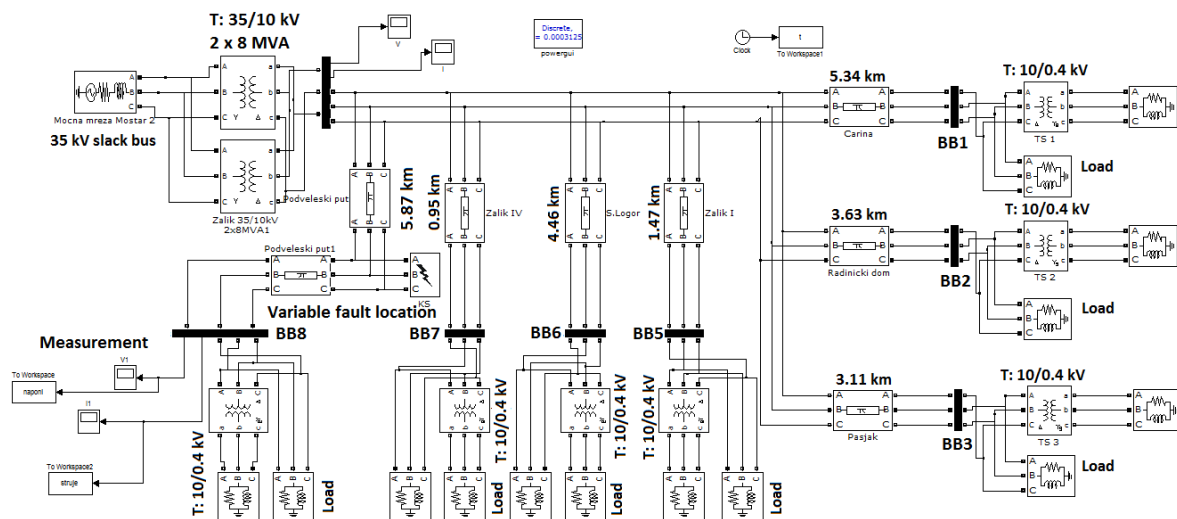 T: 35/10 kV
2 x 8 MVA
V
I
Discrete,
= 0.0003125
powergui
Clock
t
To Workspace1
A
B
C
Mocna mreza Mostar 2
35 kV slack bus
A
B
C
Y
Δ
a
b
c
A
B
C
Y
Δ
a
b
c
Zalik 35/10kV
2x8MVA1
5.34 km
A
B
C
A
B
C
Carina
BB1
T: 10/0.4 kV
A
B
C
a
b
c
TS 1
A
B
C
A
B
C
Load
A
B
C
A
B
C
Podveleski put
5.87 km
0.95 km
A
B
C
A
B
C
Zalik IV
4.46 km
A
B
C
A
B
C
S.Logor
1.47 km
A
B
C
A
B
C
Zalik I
3.63 km
A
B
C
A
B
C
Radinicki dom
BB2
T: 10/0.4 kV
A
B
C
a
b
c
TS 2
A
B
C
A
B
C
Load
Podveleski put1
A
B
C
A
B
C
A
B
C
KS
Variable fault location
BB8
BB7
BB6
BB5
Measurement
To Workspace
naponi
V1
I1
To Workspace2
struje
A
B
C
a
b
c
T: 10/0.4 kV
A
B
C
A
B
C
Load
A
B
C
a
b
c
T: 10/0.4 kV
A
B
C
A
B
C
Load
A
B
C
a
b
c
T: 10/0.4 kV
A
B
C
A
B
C
Load
A
B
C
a
b
c
T: 10/0.4 kV
A
B
C
A
B
C
Load
3.11 km
A
B
C
A
B
C
Pasjak
BB3
T: 10/0.4 kV
A
B
C
a
b
c
TS 3
A
B
C
A
B
C
Load